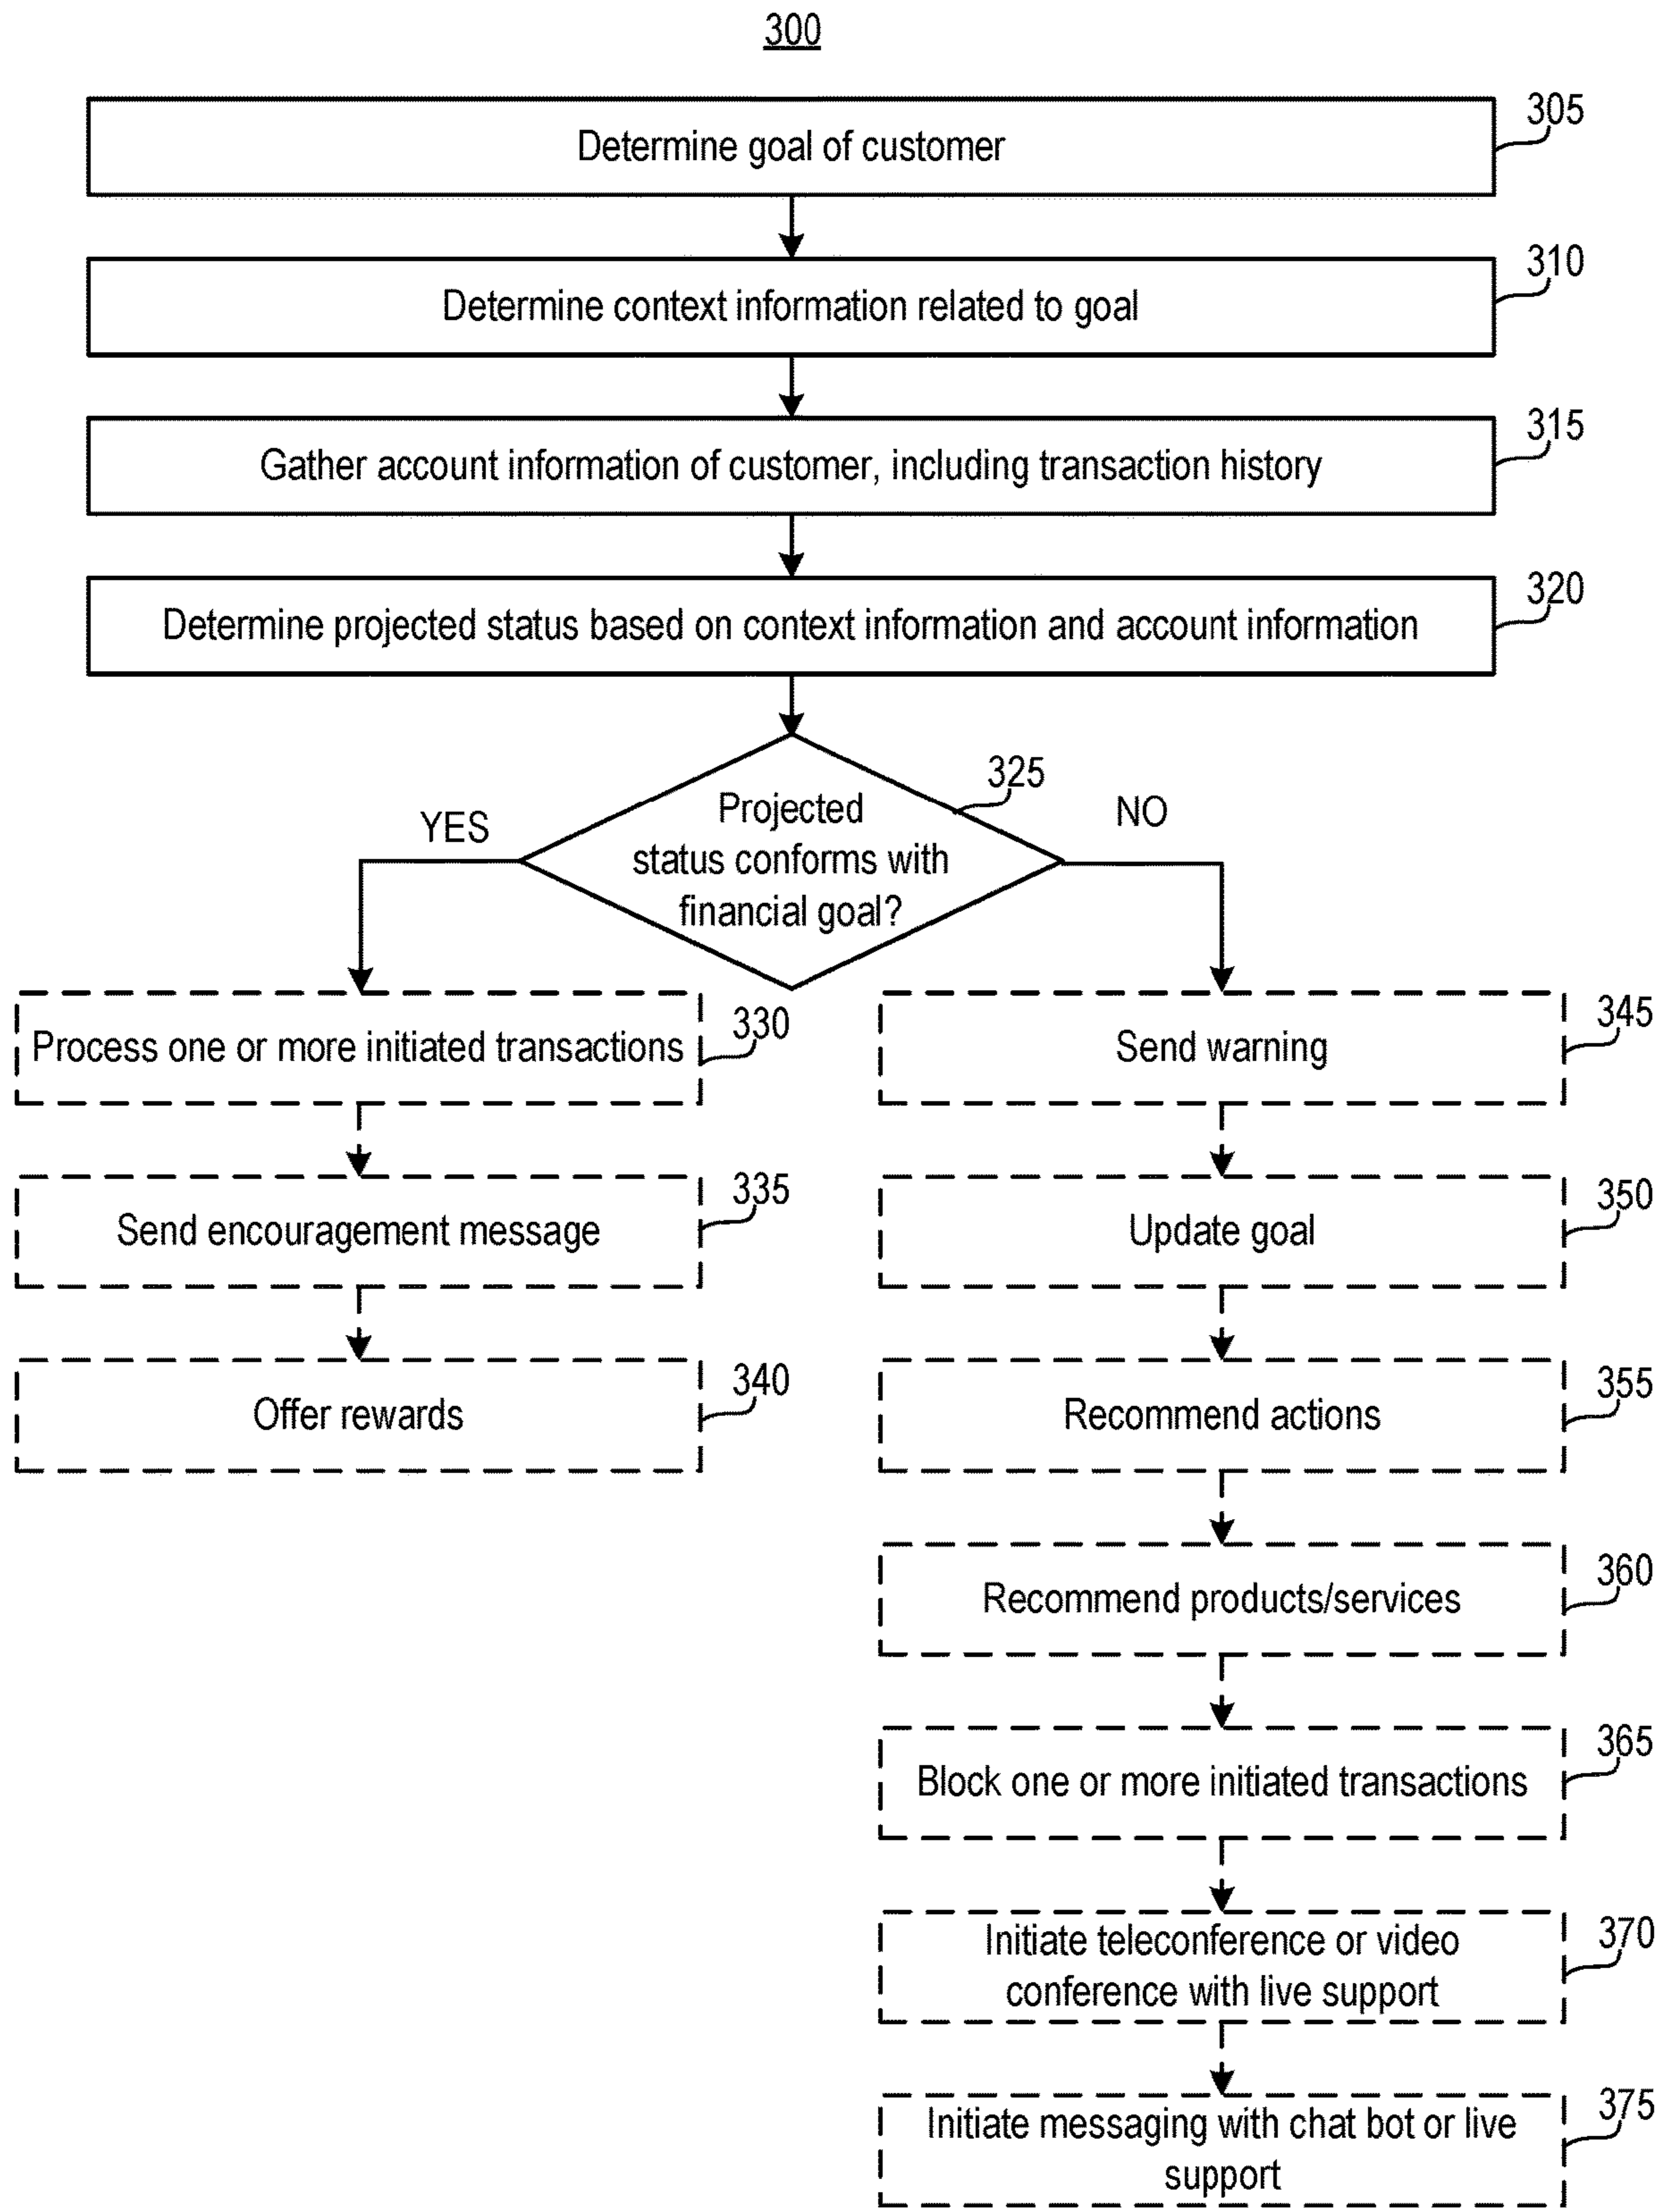 300
Determine goal of customer
305
Determine context information related to goal
310
Gather account information of customer, including transaction history
315
Determine projected status based on context information and account information
320
Projected
status conforms with
financial goal?
325
YES
NO
Process one or more initiated transactions
330
Send encouragement message
335
Offer rewards
340
Send warning
345
Update goal
350
Recommend actions
355
Recommend products/services
360
Block one or more initiated transactions
365
Initiate teleconference or video
conference with live support
370
Initiate messaging with chat bot or live
support
375